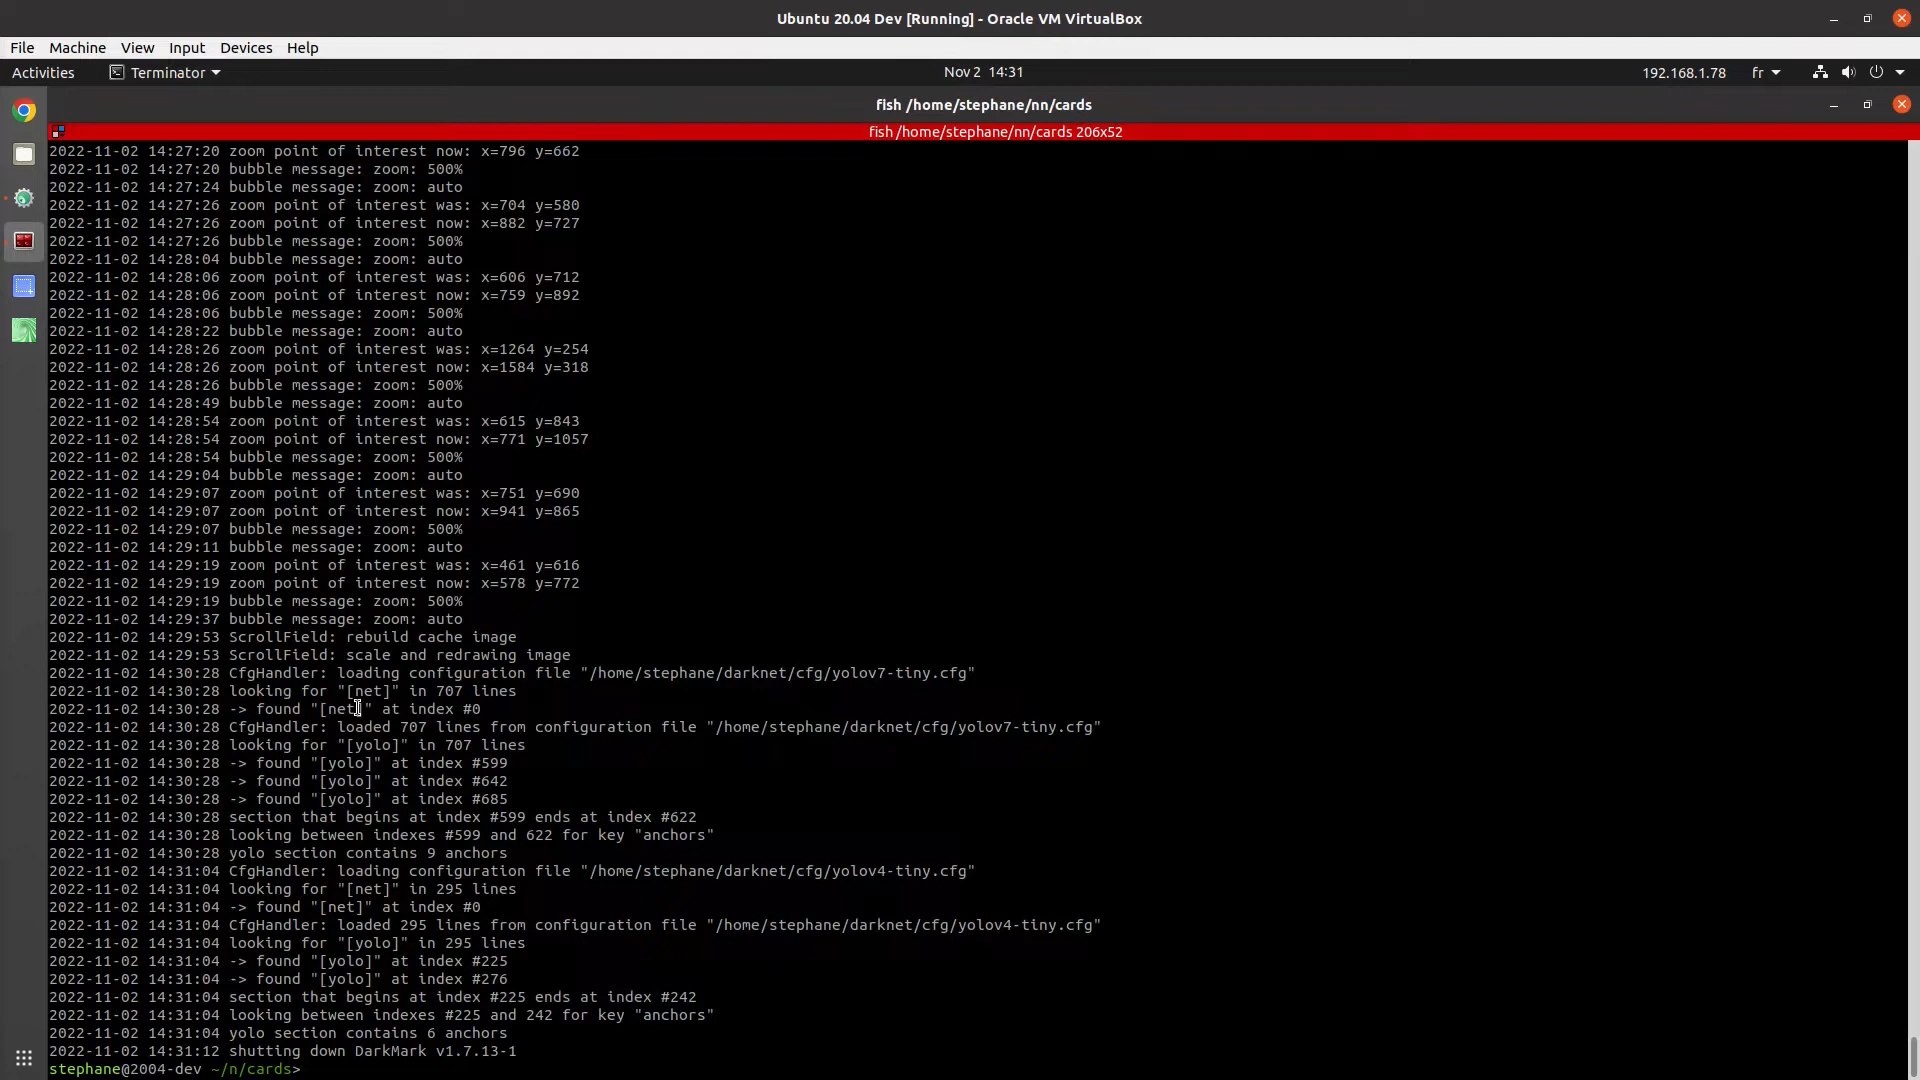 Ubuntu 20.04 Dev [Running] - Oracle VM VirtualBox
File Machine View Input Devices Help
Activities Terminator Nov 2 14:31 192.168.1.78 fr
fish /home/stephane/nn/cards
fish /home/stephane/nn/cards 206x52
2022-11-02 14:27:20 zoom point of interest now: x=796 y=662
2022-11-02 14:27:20 bubble message: zoom: 500%
2022-11-02 14:27:24 bubble message: zoom: auto
2022-11-02 14:27:26 zoom point of interest was: x=704 y=580
2022-11-02 14:27:26 zoom point of interest now: x=882 y=727
2022-11-02 14:27:26 bubble message: zoom: 500%
2022-11-02 14:28:04 bubble message: zoom: auto
2022-11-02 14:28:06 zoom point of interest was: x=606 y=712
2022-11-02 14:28:06 zoom point of interest now: x=759 y=892
2022-11-02 14:28:06 bubble message: zoom: 500%
2022-11-02 14:28:22 bubble message: zoom: auto
2022-11-02 14:28:26 zoom point of interest was: x=1264 y=254
2022-11-02 14:28:26 zoom point of interest now: x=1584 y=318
2022-11-02 14:28:26 bubble message: zoom: 500%
2022-11-02 14:28:49 bubble message: zoom: auto
2022-11-02 14:28:54 zoom point of interest was: x=615 y=843
2022-11-02 14:28:54 zoom point of interest now: x=771 y=1057
2022-11-02 14:28:54 bubble message: zoom: 500%
2022-11-02 14:29:04 bubble message: zoom: auto
2022-11-02 14:29:07 zoom point of interest was: x=751 y=690
2022-11-02 14:29:07 zoom point of interest now: x=941 y=865
2022-11-02 14:29:07 bubble message: zoom: 500%
2022-11-02 14:29:11 bubble message: zoom: auto
2022-11-02 14:29:19 zoom point of interest was: x=461 y=616
2022-11-02 14:29:19 zoom point of interest now: x=578 y=772
2022-11-02 14:29:19 bubble message: zoom: 500%
2022-11-02 14:29:37 bubble message: zoom: auto
2022-11-02 14:29:53 ScrollField: rebuild cache image
2022-11-02 14:29:53 ScrollField: scale and redrawing image
2022-11-02 14:30:28 CfgHandler: loading configuration file "/home/stephane/darknet/cfg/yolov7-tiny.cfg"
2022-11-02 14:30:28 looking for "[net]" in 707 lines
2022-11-02 14:30:28 -> found "[net]" at index #0
2022-11-02 14:30:28 CfgHandler: loaded 707 lines from configuration file "/home/stephane/darknet/cfg/yolov7-tiny.cfg"
2022-11-02 14:30:28 looking for "[yolo]" in 707 lines
2022-11-02 14:30:28 -> found "[yolo]" at index #599
2022-11-02 14:30:28 -> found "[yolo]" at index #642
2022-11-02 14:30:28 -> found "[yolo]" at index #685
2022-11-02 14:30:28 section that begins at index #599 ends at index #622
2022-11-02 14:30:28 looking between indexes #599 and 622 for key "anchors"
2022-11-02 14:30:28 yolo section contains 9 anchors
2022-11-02 14:31:04 CfgHandler: loading configuration file "/home/stephane/darknet/cfg/yolov4-tiny.cfg"
2022-11-02 14:31:04 looking for "[net]" in 295 lines
2022-11-02 14:31:04 -> found "[net]" at index #0
2022-11-02 14:31:04 CfgHandler: loaded 295 lines from configuration file "/home/stephane/darknet/cfg/yolov4-tiny.cfg"
2022-11-02 14:31:04 looking for "[yolo]" in 295 lines
2022-11-02 14:31:04 -> found "[yolo]" at index #225
2022-11-02 14:31:04 -> found "[yolo]" at index #276
2022-11-02 14:31:04 section that begins at index #225 ends at index #242
2022-11-02 14:31:04 looking between indexes #225 and 242 for key "anchors"
2022-11-02 14:31:04 yolo section contains 6 anchors
2022-11-02 14:31:12 shutting down DarkMark v1.7.13-1
stephane@2004-dev ~/n/cards>